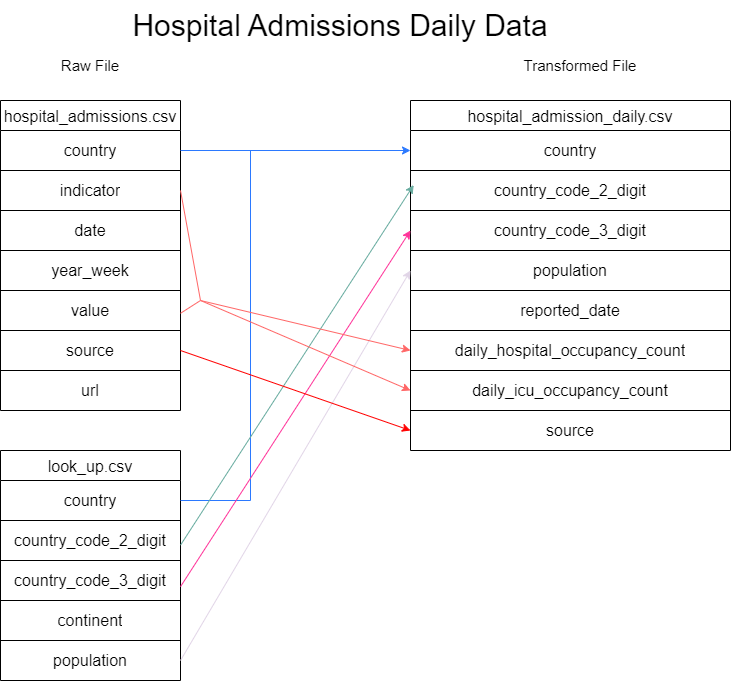 Hospital Admissions Daily Data
Raw File
Transformed File
hospital_admissions.csv
country
indicator
date
year_week
value
source
url
look_up.csv
country
country_code_2_digit
country_code_3_digit
continent
population
hospital_admission_daily.csv
country
country_code_2_digit
country_code_3_digit
population
reported_date
daily_hospital_occupancy_count
daily_icu_occupancy_count
source